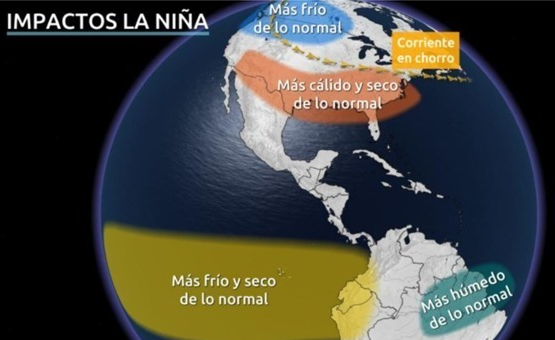 IMPACTOS LA NIÑA
Más frío
de lo normal
Corriente
en chorro
Más cálido y seco
de lo normal
Más frío y seco
de lo normal
Más húmedo
de lo normal